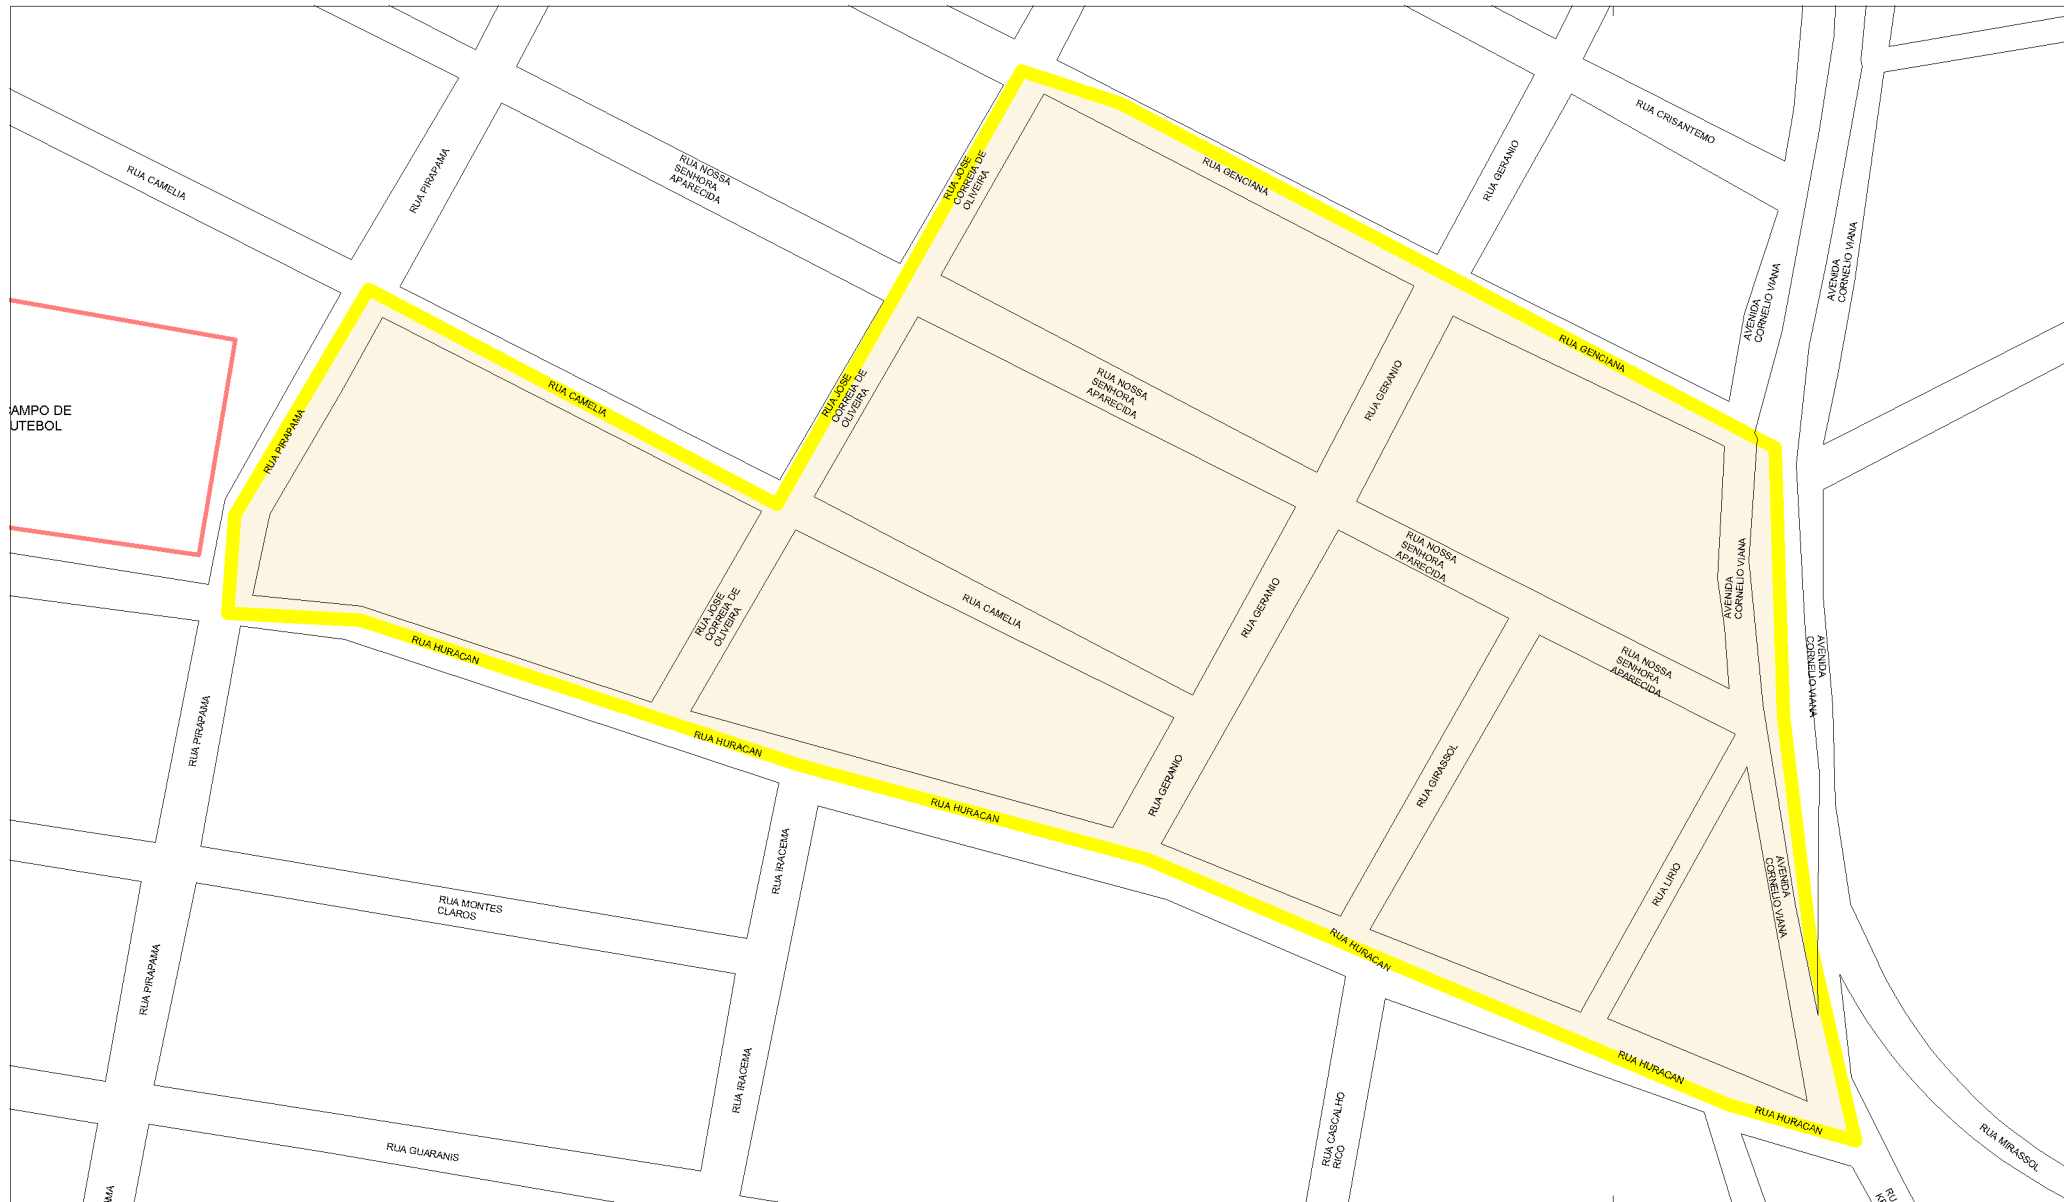 RUA CRISANTEMO
RUA CAMELIA
RUA PIRAPAMA
RUA NOSSA
SENHORA
APARECIDA
RUA JOSE
CORREIA DE
OLIVEIRA
RUA GENCIANA
RUA GERANIO
AVENIDA
CORNELIO VIANA
AVENIDA
CORNELIO VIANA
RUA GENCIANA
AMPO DE
UTEBOL
RUA PIRAPAMA
RUA CAMELIA
RUA JOSE
CORREIA DE
OLIVEIRA
RUA NOSSA
SENHORA
APARECIDA
RUA GERANIO
RUA NOSSA
SENHORA
APARECIDA
AVENIDA
CORNELIO VIANA
RUA JOSE
CORREIA DE
OLIVEIRA
RUA CAMELIA
RUA GERANIO
RUA HURACAN
RUA NOSSA
SENHORA
APARECIDA
AVENIDA
CORNELIO VIANA
RUA PIRAPAMA
RUA HURACAN
RUA HURACAN
RUA GERANIO
RUA GIRASSOL
RUA IRACEMA
RUA LIRIO
AVENIDA
CORNELIO VIANA
RUA MONTES
CLAROS
RUA HURACAN
RUA PIRAPAMA
RUA IRACEMA
RUA HURACAN
RUA HURACAN
RUA CASCALHO
RICO
RUA GUARANIS
RUA MIRASSOL
MA
RU